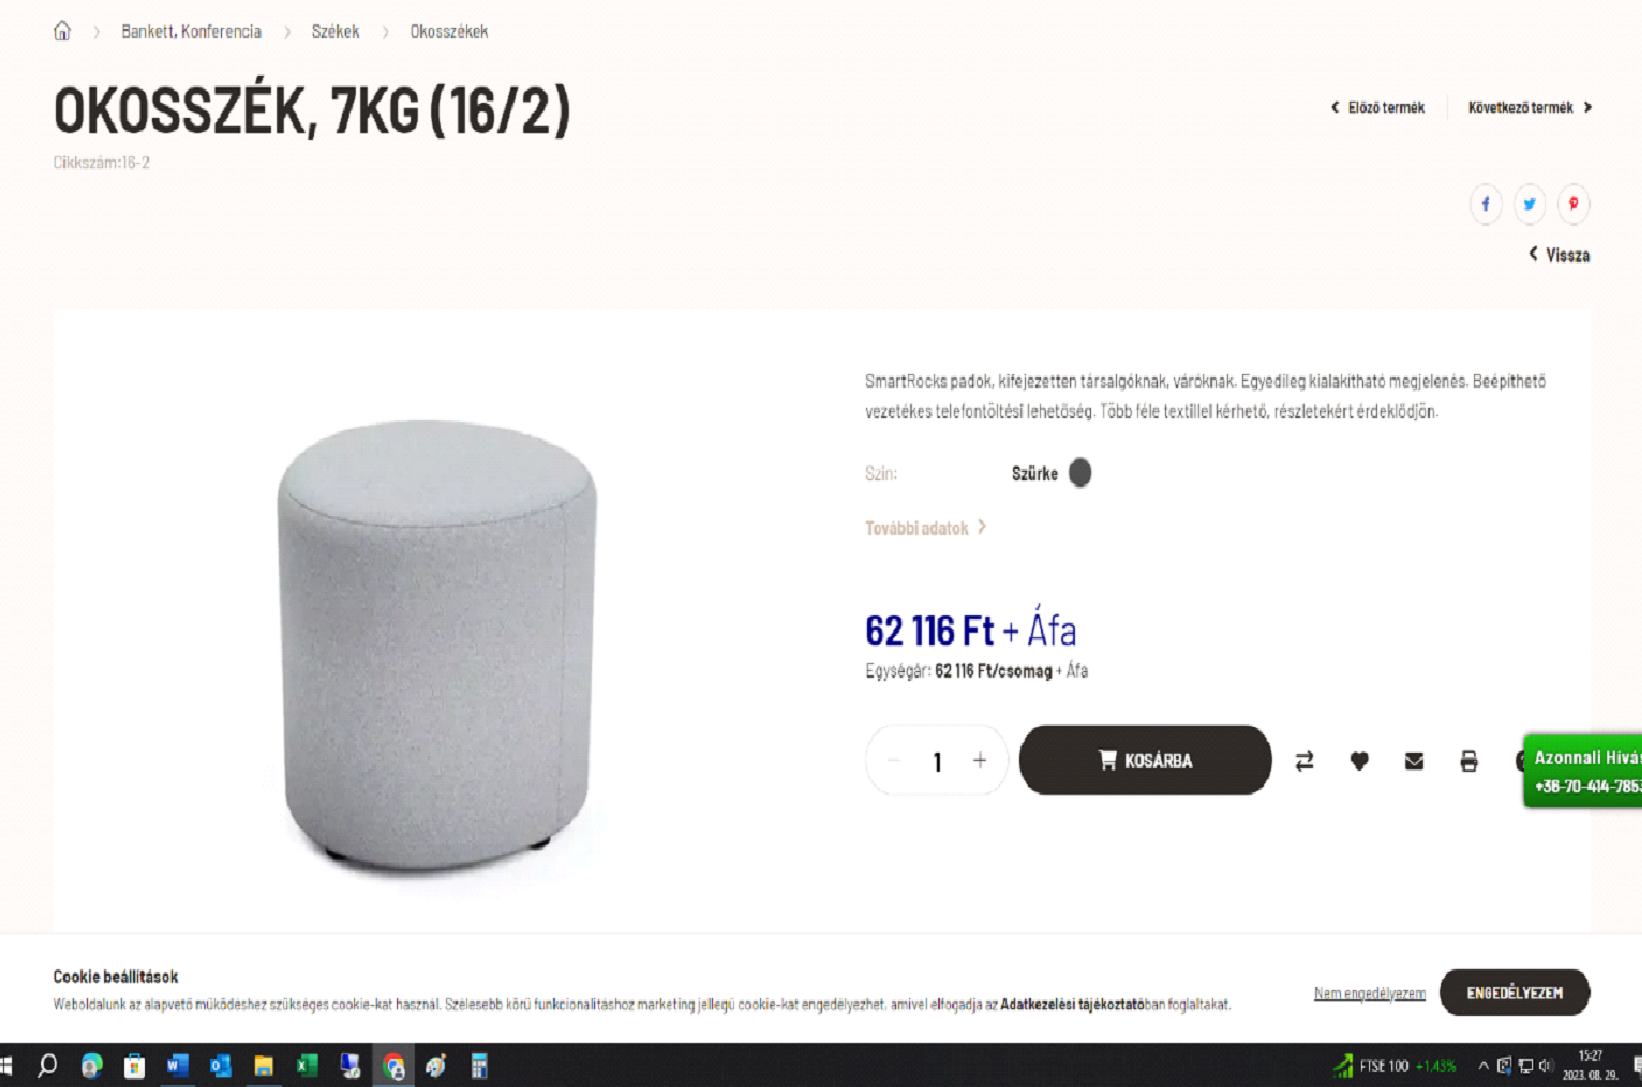 Bankett, Konferencia > Székek > Okosszékek
OKOSSZÉK, 7KG (16/2)
Cikkszám:16-2
Előző termék
Következő termék
Vissza
SmartRocks padok, kifejezetten társalgóknak, váróknak. Egyedileg kialakítható megjelenés. Beépíthető
vezetékes telefontöltési lehetőség. Több féle textillel kérhető, részletekért érdeklődjön.
Szín: Szürke
További adatok
62 116 Ft + Áfa
Egységár: 62 116 Ft/csomag + Áfa
1
KOSÁRBA
Azonnali Hívás
+36-70-414-7853
Cookie beállítások
Weboldalunk az alapvető működéshez szükséges cookie-kat használ. Szélesebb körű funkcionalitáshoz marketing jellegű cookie-kat engedélyezhet, amivel elfogadja az Adatkezelési tájékoztatóban foglaltakat.
Nem engedélyezem
ENGEDÉLYEZEM
FTSE 100 +1,43%
15:27
2023. 08. 29.